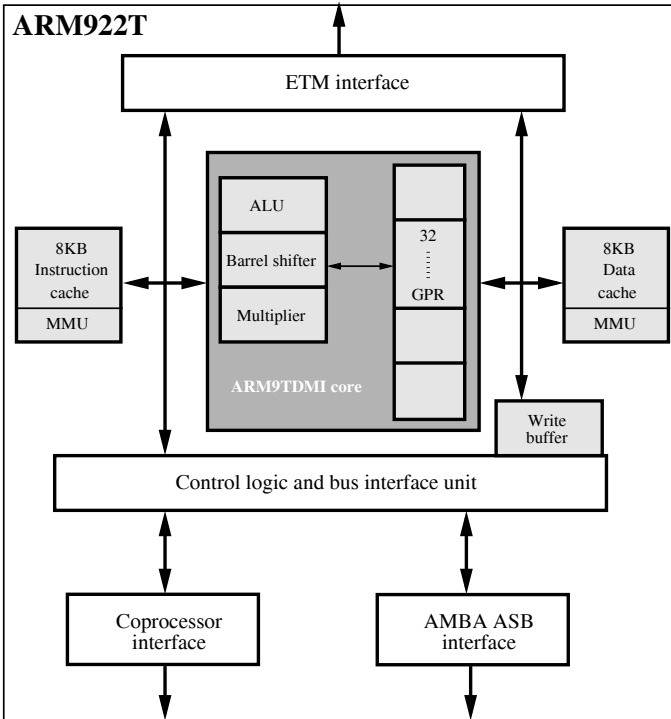 ARM922T
ETM interface
ALU
Barrel shifter
Multiplier
32
GPR
ARM9TDMI core
8KB
Instruction
cache
MMU
8KB
Data
cache
MMU
Write
buffer
Control logic and bus interface unit
Coprocessor
interface
AMBA ASB
interface